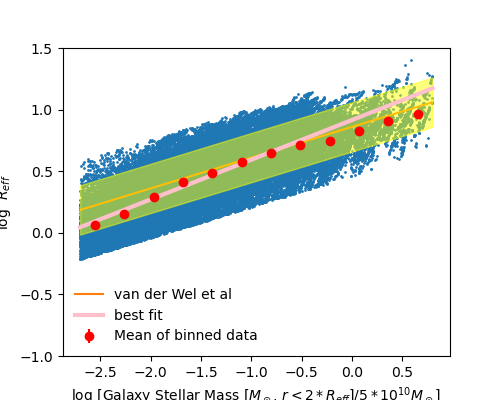 1.5
1.0
0.5
0.0
−0.5
−1.0
log R_eff
van der Wel et al
best fit
Mean of binned data
−2.5 −2.0 −1.5 −1.0 −0.5 0.0 0.5
log [Galaxy Stellar Mass [M_⊙, r < 2 * R_eff]/5 * 10^10 M_⊙]